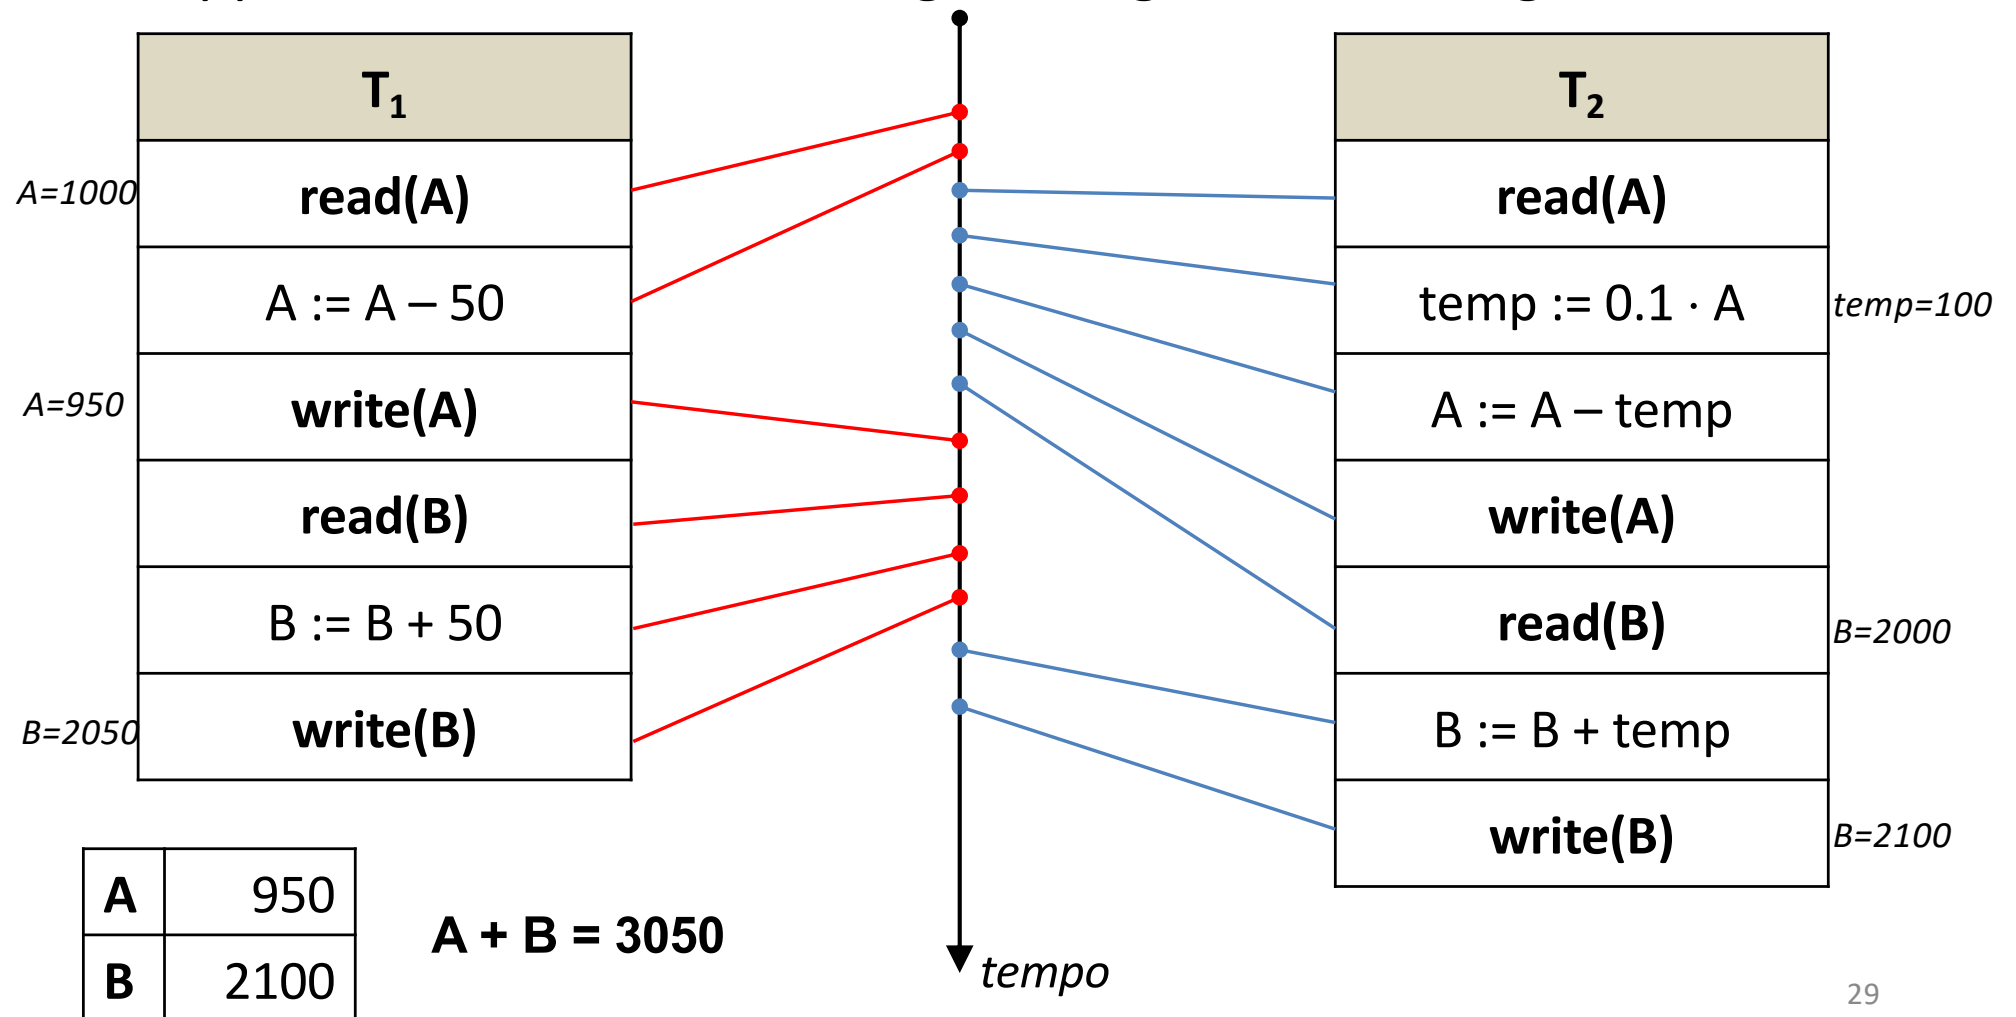 T₁
A=1000 read(A)
A := A – 50
A=950 write(A)
read(B)
B := B + 50
B=2050 write(B)
T₂
read(A)
temp := 0.1 · A temp=100
A := A – temp
write(A)
read(B) B=2000
B := B + temp
write(B) B=2100
A 950
B 2100
A + B = 3050
tempo
29